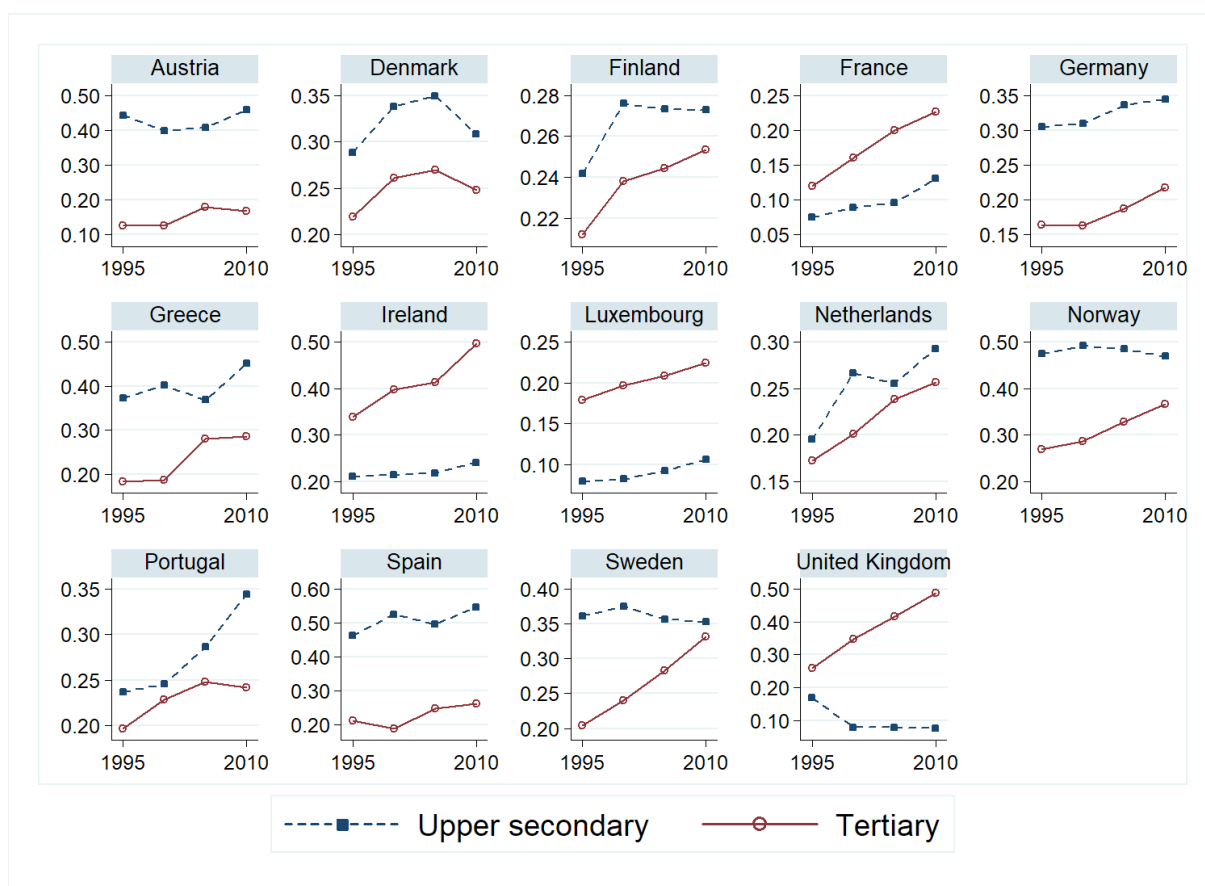 Austria Denmark Finland France Germany
0.50 0.35 0.28 0.25 0.35
0.40 0.30 0.26 0.20 0.30
0.30 0.25 0.24 0.15 0.25
0.20 0.20 0.22 0.10 0.20
0.10 0.05 0.15
1995 2010 1995 2010 1995 2010 1995 2010 1995 2010
Greece Ireland Luxembourg Netherlands Norway
0.50 0.50 0.25 0.30 0.50
0.40 0.40 0.20 0.25 0.40
0.30 0.30 0.15 0.20 0.30
0.20 0.20 0.10 0.15 0.20
1995 2010 1995 2010 1995 2010 1995 2010 1995 2010
Portugal Spain Sweden United Kingdom
0.35 0.60 0.40 0.50
0.30 0.50 0.35 0.40
0.25 0.40 0.30 0.30
0.20 0.30 0.25 0.20
0.20 0.20 0.10
1995 2010 1995 2010 1995 2010 1995 2010
Upper secondary Tertiary